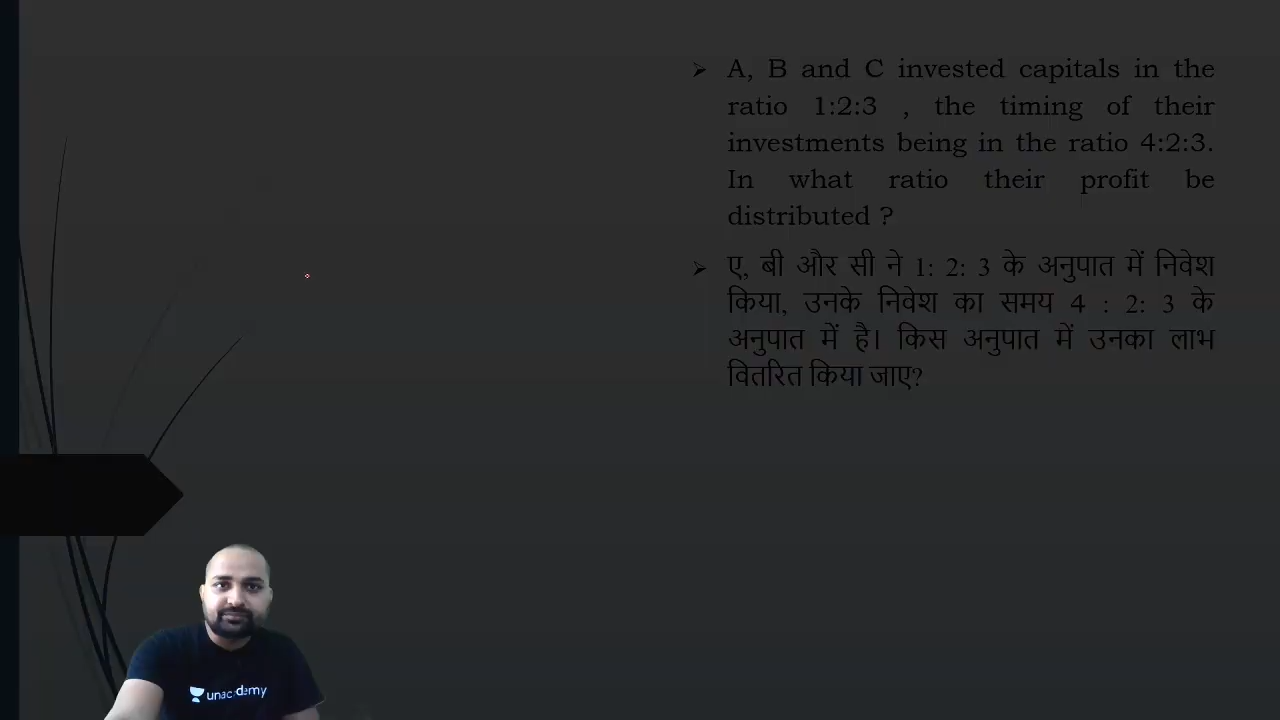 A, B and C invested capitals in the
ratio 1:2:3 , the timing of their
investments being in the ratio 4:2:3.
In what ratio their profit be
distributed ?
ए, बी और सी ने 1: 2: 3 के अनुपात में निवेश
किया, उनके निवेश का समय 4 : 2: 3 के
अनुपात में है। किस अनुपात में उनका लाभ
वितरित किया जाए?
unacademy